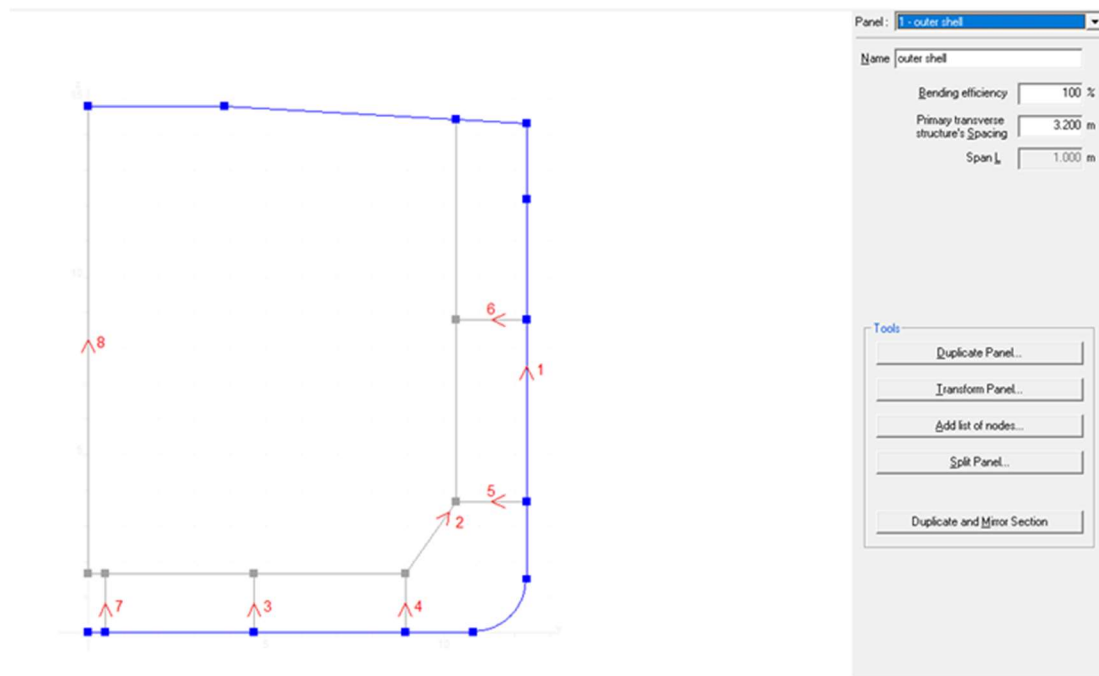 Panel : 1 - outer shell
Name outer shell
Bending efficiency 100 %
Primary transverse
structure's Spacing 3.200 m
Span L 1.000 m
6
8
1
5
2
Tools
Duplicate Panel...
Transform Panel...
Add list of nodes...
Split Panel...
Duplicate and Mirror Section
7
3
4
5
10